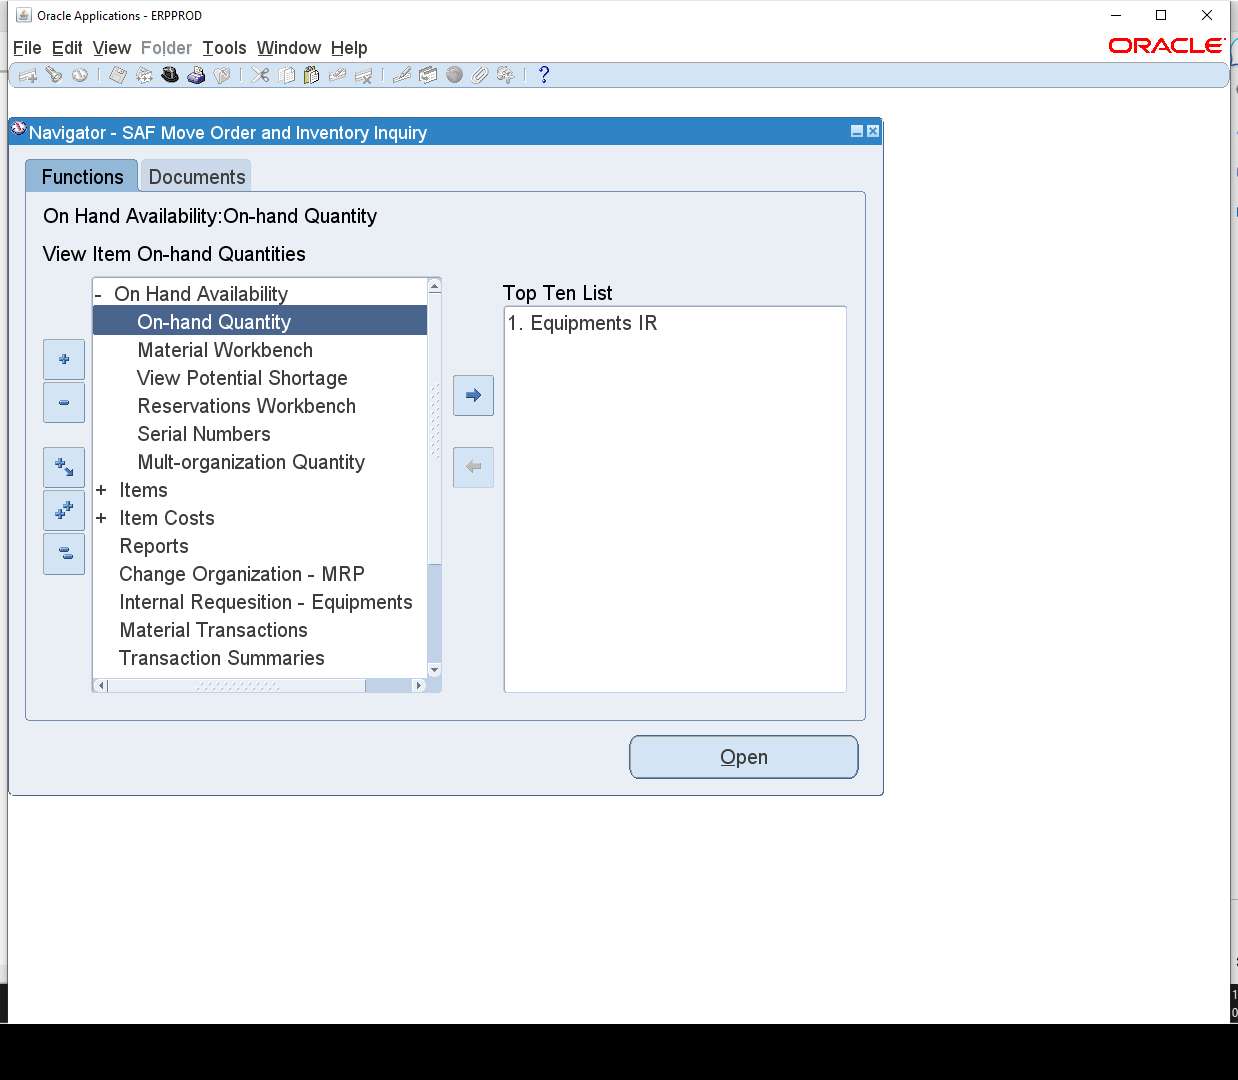 Oracle Applications - ERPPROD
File Edit View Folder Tools Window Help
ORACLE
Navigator - SAF Move Order and Inventory Inquiry
Functions Documents
On Hand Availability:On-hand Quantity
View Item On-hand Quantities
- On Hand Availability
On-hand Quantity
Material Workbench
View Potential Shortage
Reservations Workbench
Serial Numbers
Mult-organization Quantity
+ Items
+ Item Costs
Reports
Change Organization - MRP
Internal Requesition - Equipments
Material Transactions
Transaction Summaries
Top Ten List
1. Equipments IR
Open